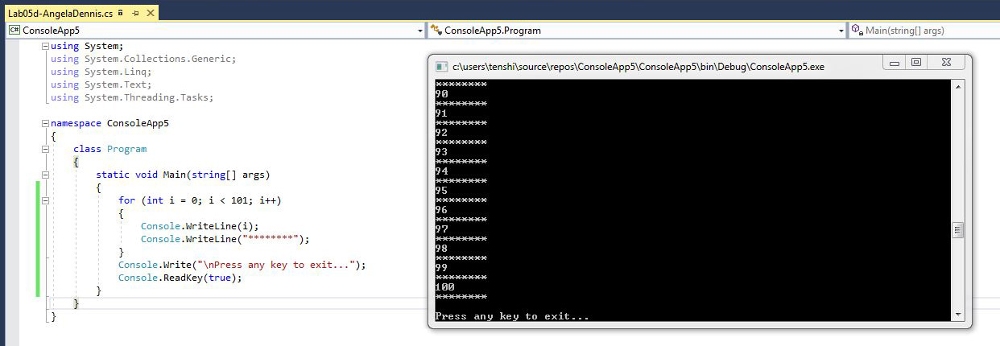 Lab05d-AngelaDennis.cs
C# ConsoleApp5
ConsoleApp5.Program
Main(string[] args)
using System;
using System.Collections.Generic;
using System.Linq;
using System.Text;
using System.Threading.Tasks;
namespace ConsoleApp5
{
class Program
{
static void Main(string[] args)
{
for (int i = 0; i < 101; i++)
{
Console.WriteLine(i);
Console.WriteLine("********");
}
Console.Write("\nPress any key to exit...");
Console.ReadKey(true);
}
}
}
c:\users\tenshi\source\repos\ConsoleApp5\ConsoleApp5\bin\Debug\ConsoleApp5.exe
********
90
********
91
********
92
********
93
********
94
********
95
********
96
********
97
********
98
********
99
********
100
********
Press any key to exit...